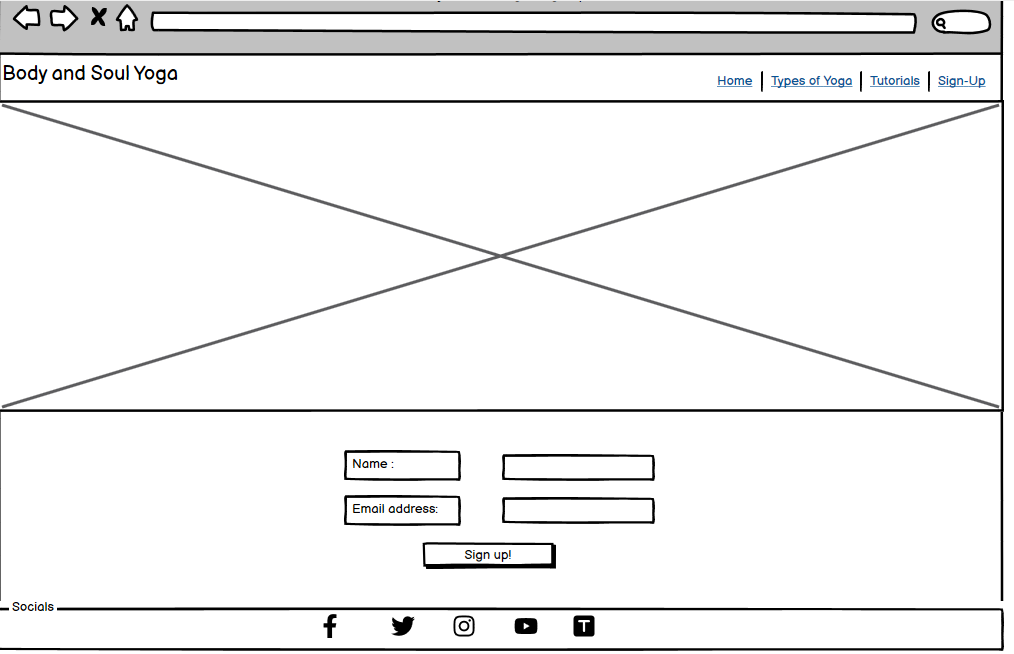 Body and Soul Yoga
Home Types of Yoga Tutorials Sign-Up
Name :
Email address:
Sign up!
Socials
T